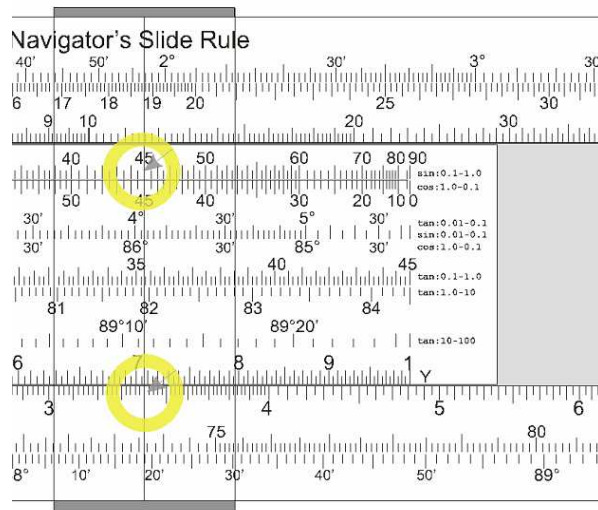 Navigator's Slide Rule
40' 50' 2° 30' 3° 30
6 17 18 19 20 25 30
9 10 20 30
40 45 50 60 70 80 90 sin:0.1-1.0
50 45 40 30 20 10 0 cos:1.0-0.1
30' 4° 30' 5° 30' tan:0.01-0.1
sin:0.01-0.1
30' 86° 30' 85° 30' cos:1.0-0.1
35 40 45 tan:0.1-1.0
81 82 83 84 tan:1.0-10
89°10' 89°20' tan:10-100
6 7 8 9 1 Y
3 4 5 6
75 80
8° 10' 20' 30' 40' 50' 89°